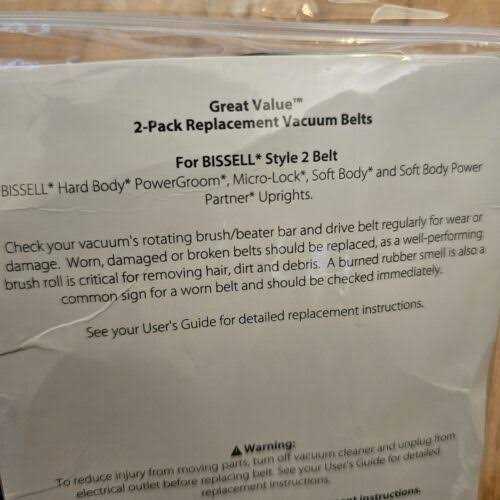 Great Value™
2-Pack Replacement Vacuum Belts
For BISSELL* Style 2 Belt
BISSELL* Hard Body* PowerGroom*, Micro-Lock*, Soft Body* and Soft Body Power
Partner* Uprights.
Check your vacuum's rotating brush/beater bar and drive belt regularly for wear or
damage. Worn, damaged or broken belts should be replaced, as a well-performing
brush roll is critical for removing hair, dirt and debris. A burned rubber smell is also a
common sign for a worn belt and should be checked immediately.
See your User's Guide for detailed replacement instructions.
⚠ Warning:
To reduce injury from moving parts, turn off vacuum cleaner and unplug from
electrical outlet before replacing belt. See your User's Guide for detailed
replacement instructions.
instructions.